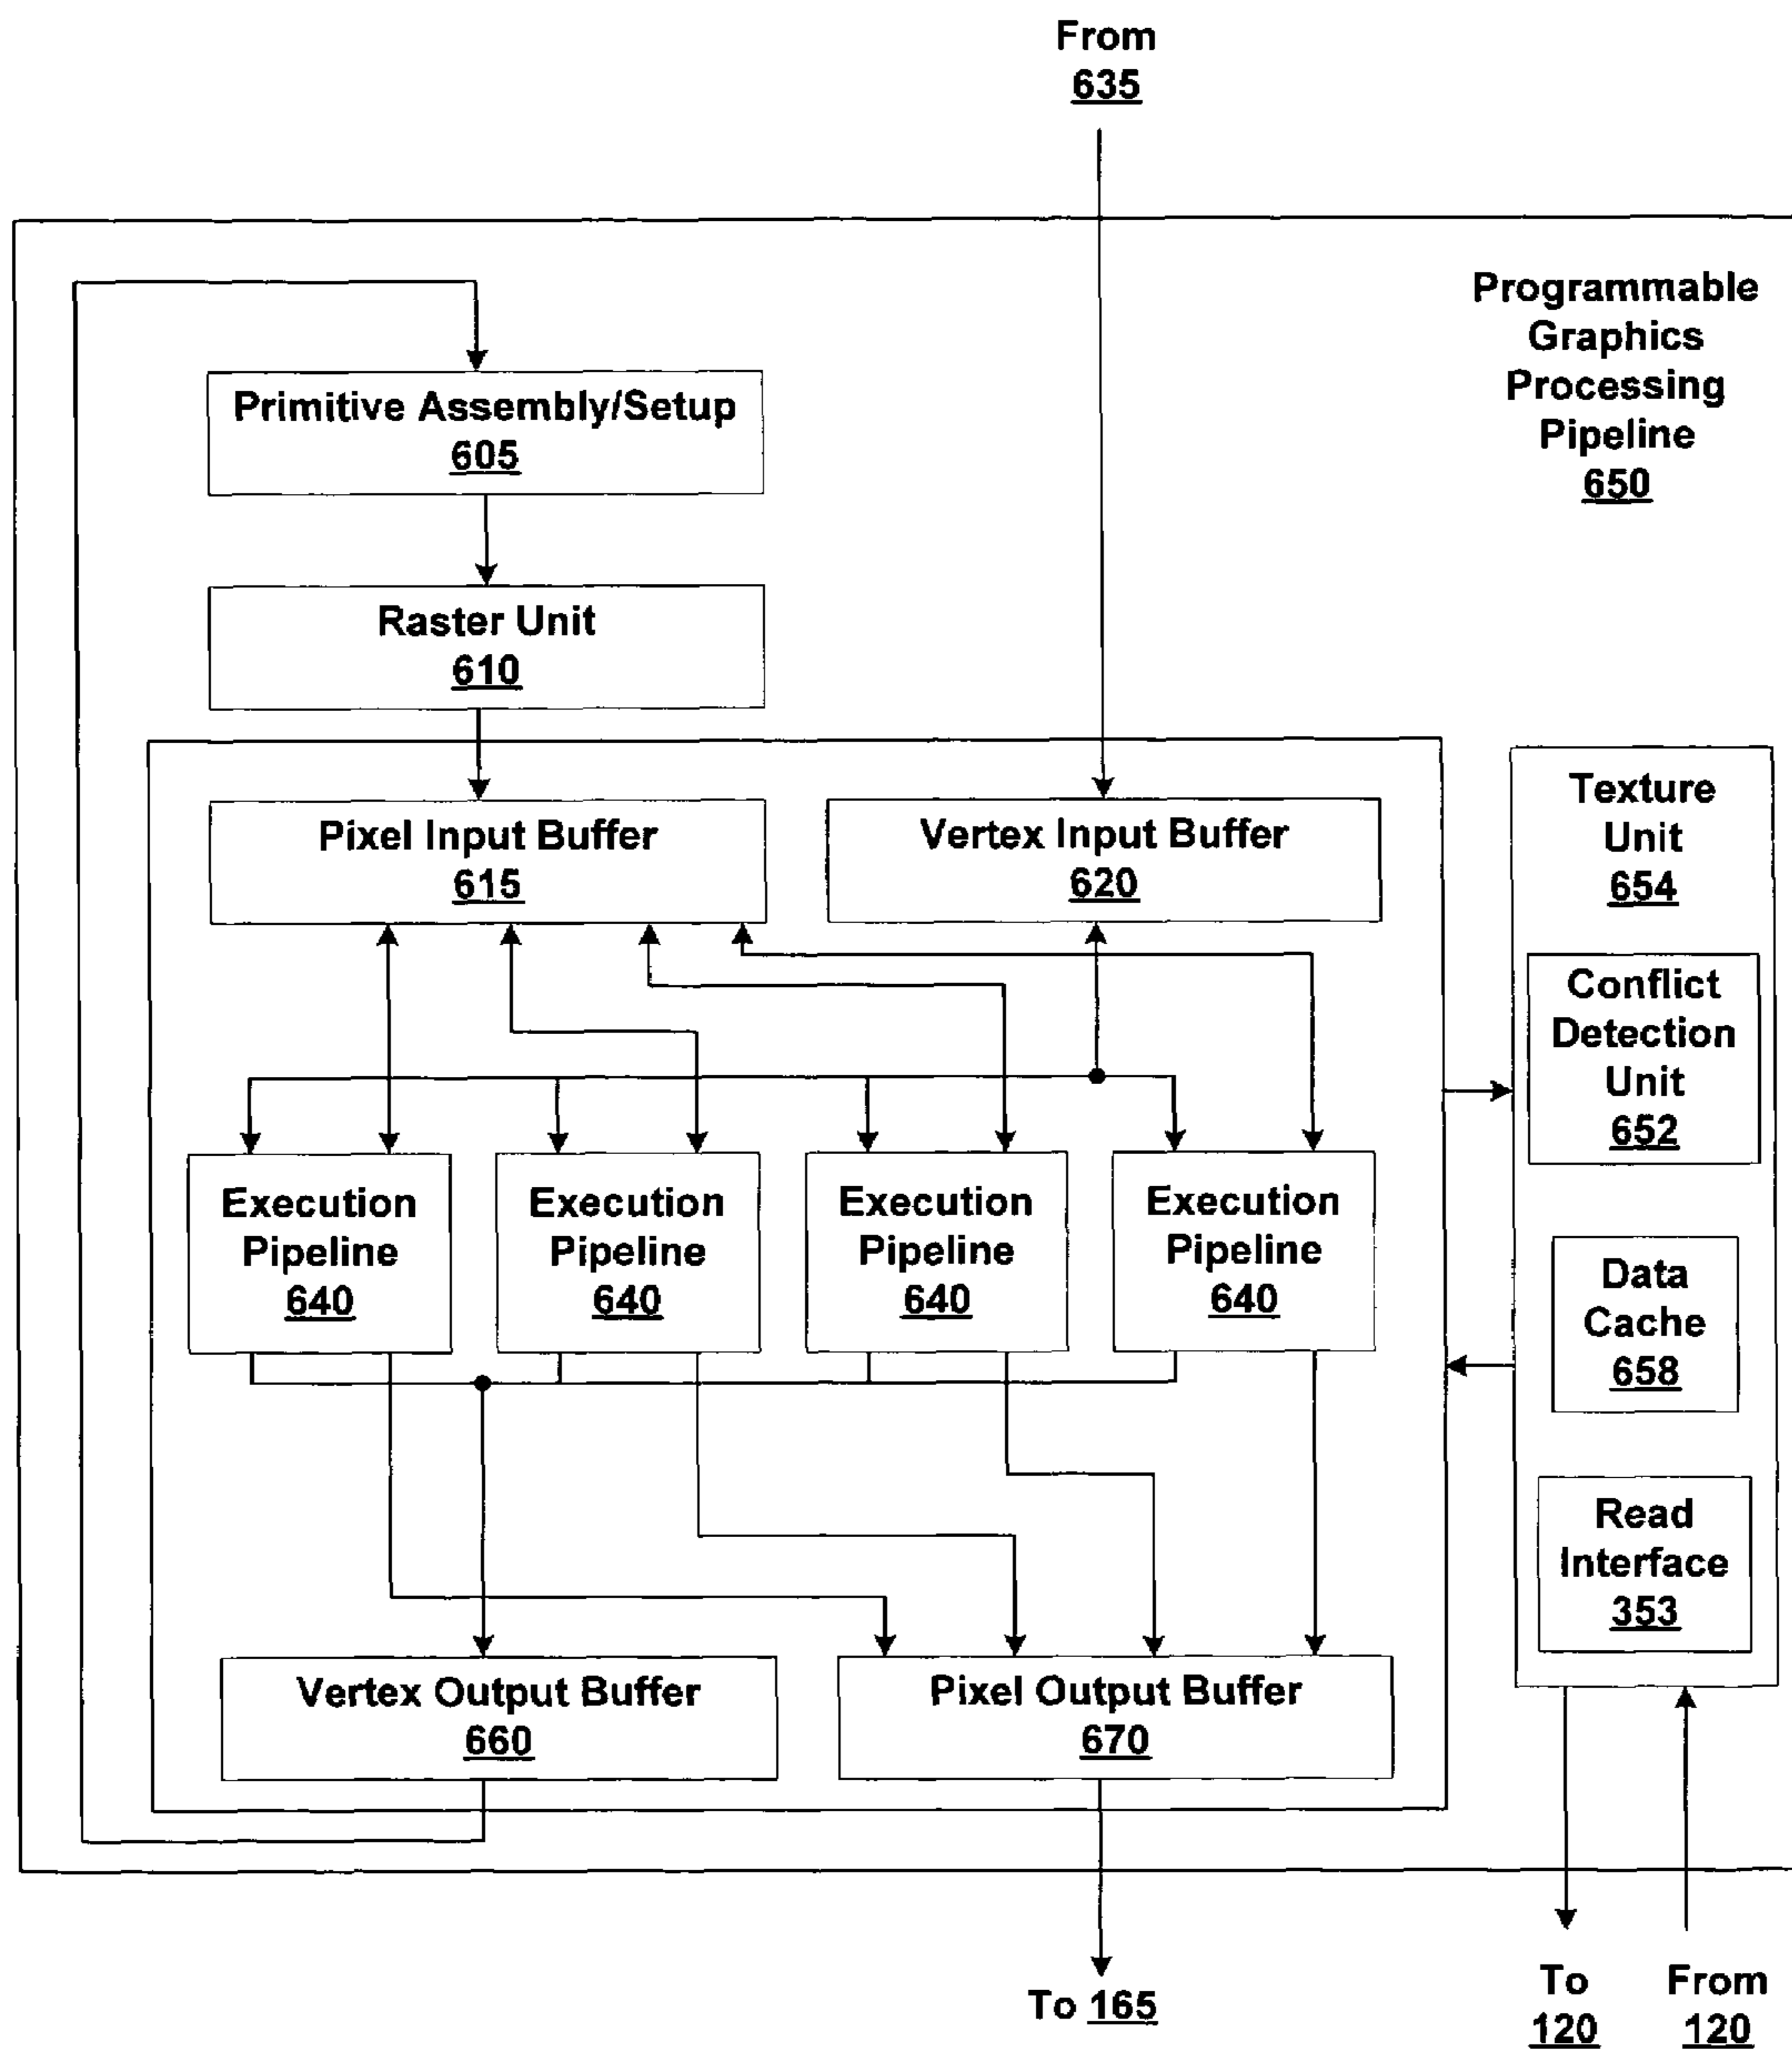 From
635
Programmable
Graphics
Processing
Pipeline
650
Primitive Assembly/Setup
605
Raster Unit
610
Pixel Input Buffer
615
Vertex Input Buffer
620
Texture
Unit
654
Conflict
Detection
Unit
652
Execution
Pipeline
640
Execution
Pipeline
640
Execution
Pipeline
640
Execution
Pipeline
640
Data
Cache
658
Read
Interface
353
Vertex Output Buffer
660
Pixel Output Buffer
670
To 165
To
120
From
120